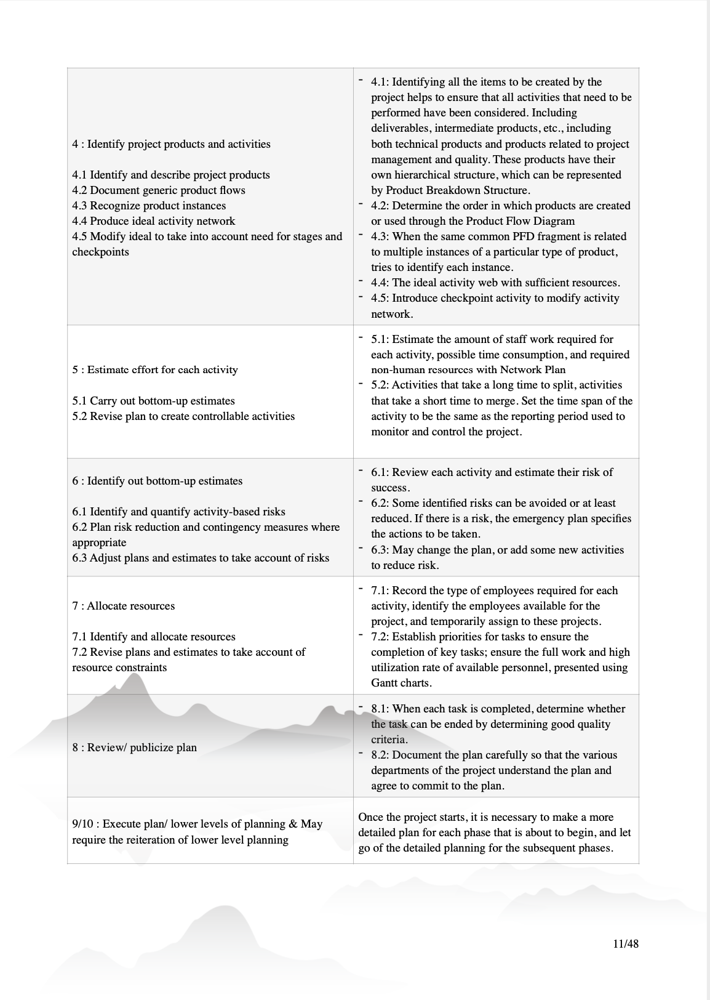 4 : Identify project products and activities
4.1 Identify and describe project products
4.2 Document generic product flows
4.3 Recognize product instances
4.4 Produce ideal activity network
4.5 Modify ideal to take into account need for stages and
checkpoints
- 4.1: Identifying all the items to be created by the
project helps to ensure that all activities that need to be
performed have been considered. Including
deliverables, intermediate products, etc., including
both technical products and products related to project
management and quality. These products have their
own hierarchical structure, which can be represented
by Product Breakdown Structure.
- 4.2: Determine the order in which products are created
or used through the Product Flow Diagram
- 4.3: When the same common PFD fragment is related
to multiple instances of a particular type of product,
tries to identify each instance.
- 4.4: The ideal activity web with sufficient resources.
- 4.5: Introduce checkpoint activity to modify activity
network.
5 : Estimate effort for each activity
5.1 Carry out bottom-up estimates
5.2 Revise plan to create controllable activities
- 5.1: Estimate the amount of staff work required for
each activity, possible time consumption, and required
non-human resources with Network Plan
- 5.2: Activities that take a long time to split, activities
that take a short time to merge. Set the time span of the
activity to be the same as the reporting period used to
monitor and control the project.
6 : Identify out bottom-up estimates
6.1 Identify and quantify activity-based risks
6.2 Plan risk reduction and contingency measures where
appropriate
6.3 Adjust plans and estimates to take account of risks
- 6.1: Review each activity and estimate their risk of
success.
- 6.2: Some identified risks can be avoided or at least
reduced. If there is a risk, the emergency plan specifies
the actions to be taken.
- 6.3: May change the plan, or add some new activities
to reduce risk.
7 : Allocate resources
7.1 Identify and allocate resources
7.2 Revise plans and estimates to take account of
resource constraints
- 7.1: Record the type of employees required for each
activity, identify the employees available for the
project, and temporarily assign to these projects.
- 7.2: Establish priorities for tasks to ensure the
completion of key tasks; ensure the full work and high
utilization rate of available personnel, presented using
Gantt charts.
8 : Review/ publicize plan
- 8.1: When each task is completed, determine whether
the task can be ended by determining good quality
criteria.
- 8.2: Document the plan carefully so that the various
departments of the project understand the plan and
agree to commit to the plan.
9/10 : Execute plan/ lower levels of planning & May
require the reiteration of lower level planning
Once the project starts, it is necessary to make a more
detailed plan for each phase that is about to begin, and let
go of the detailed planning for the subsequent phases.
11/48